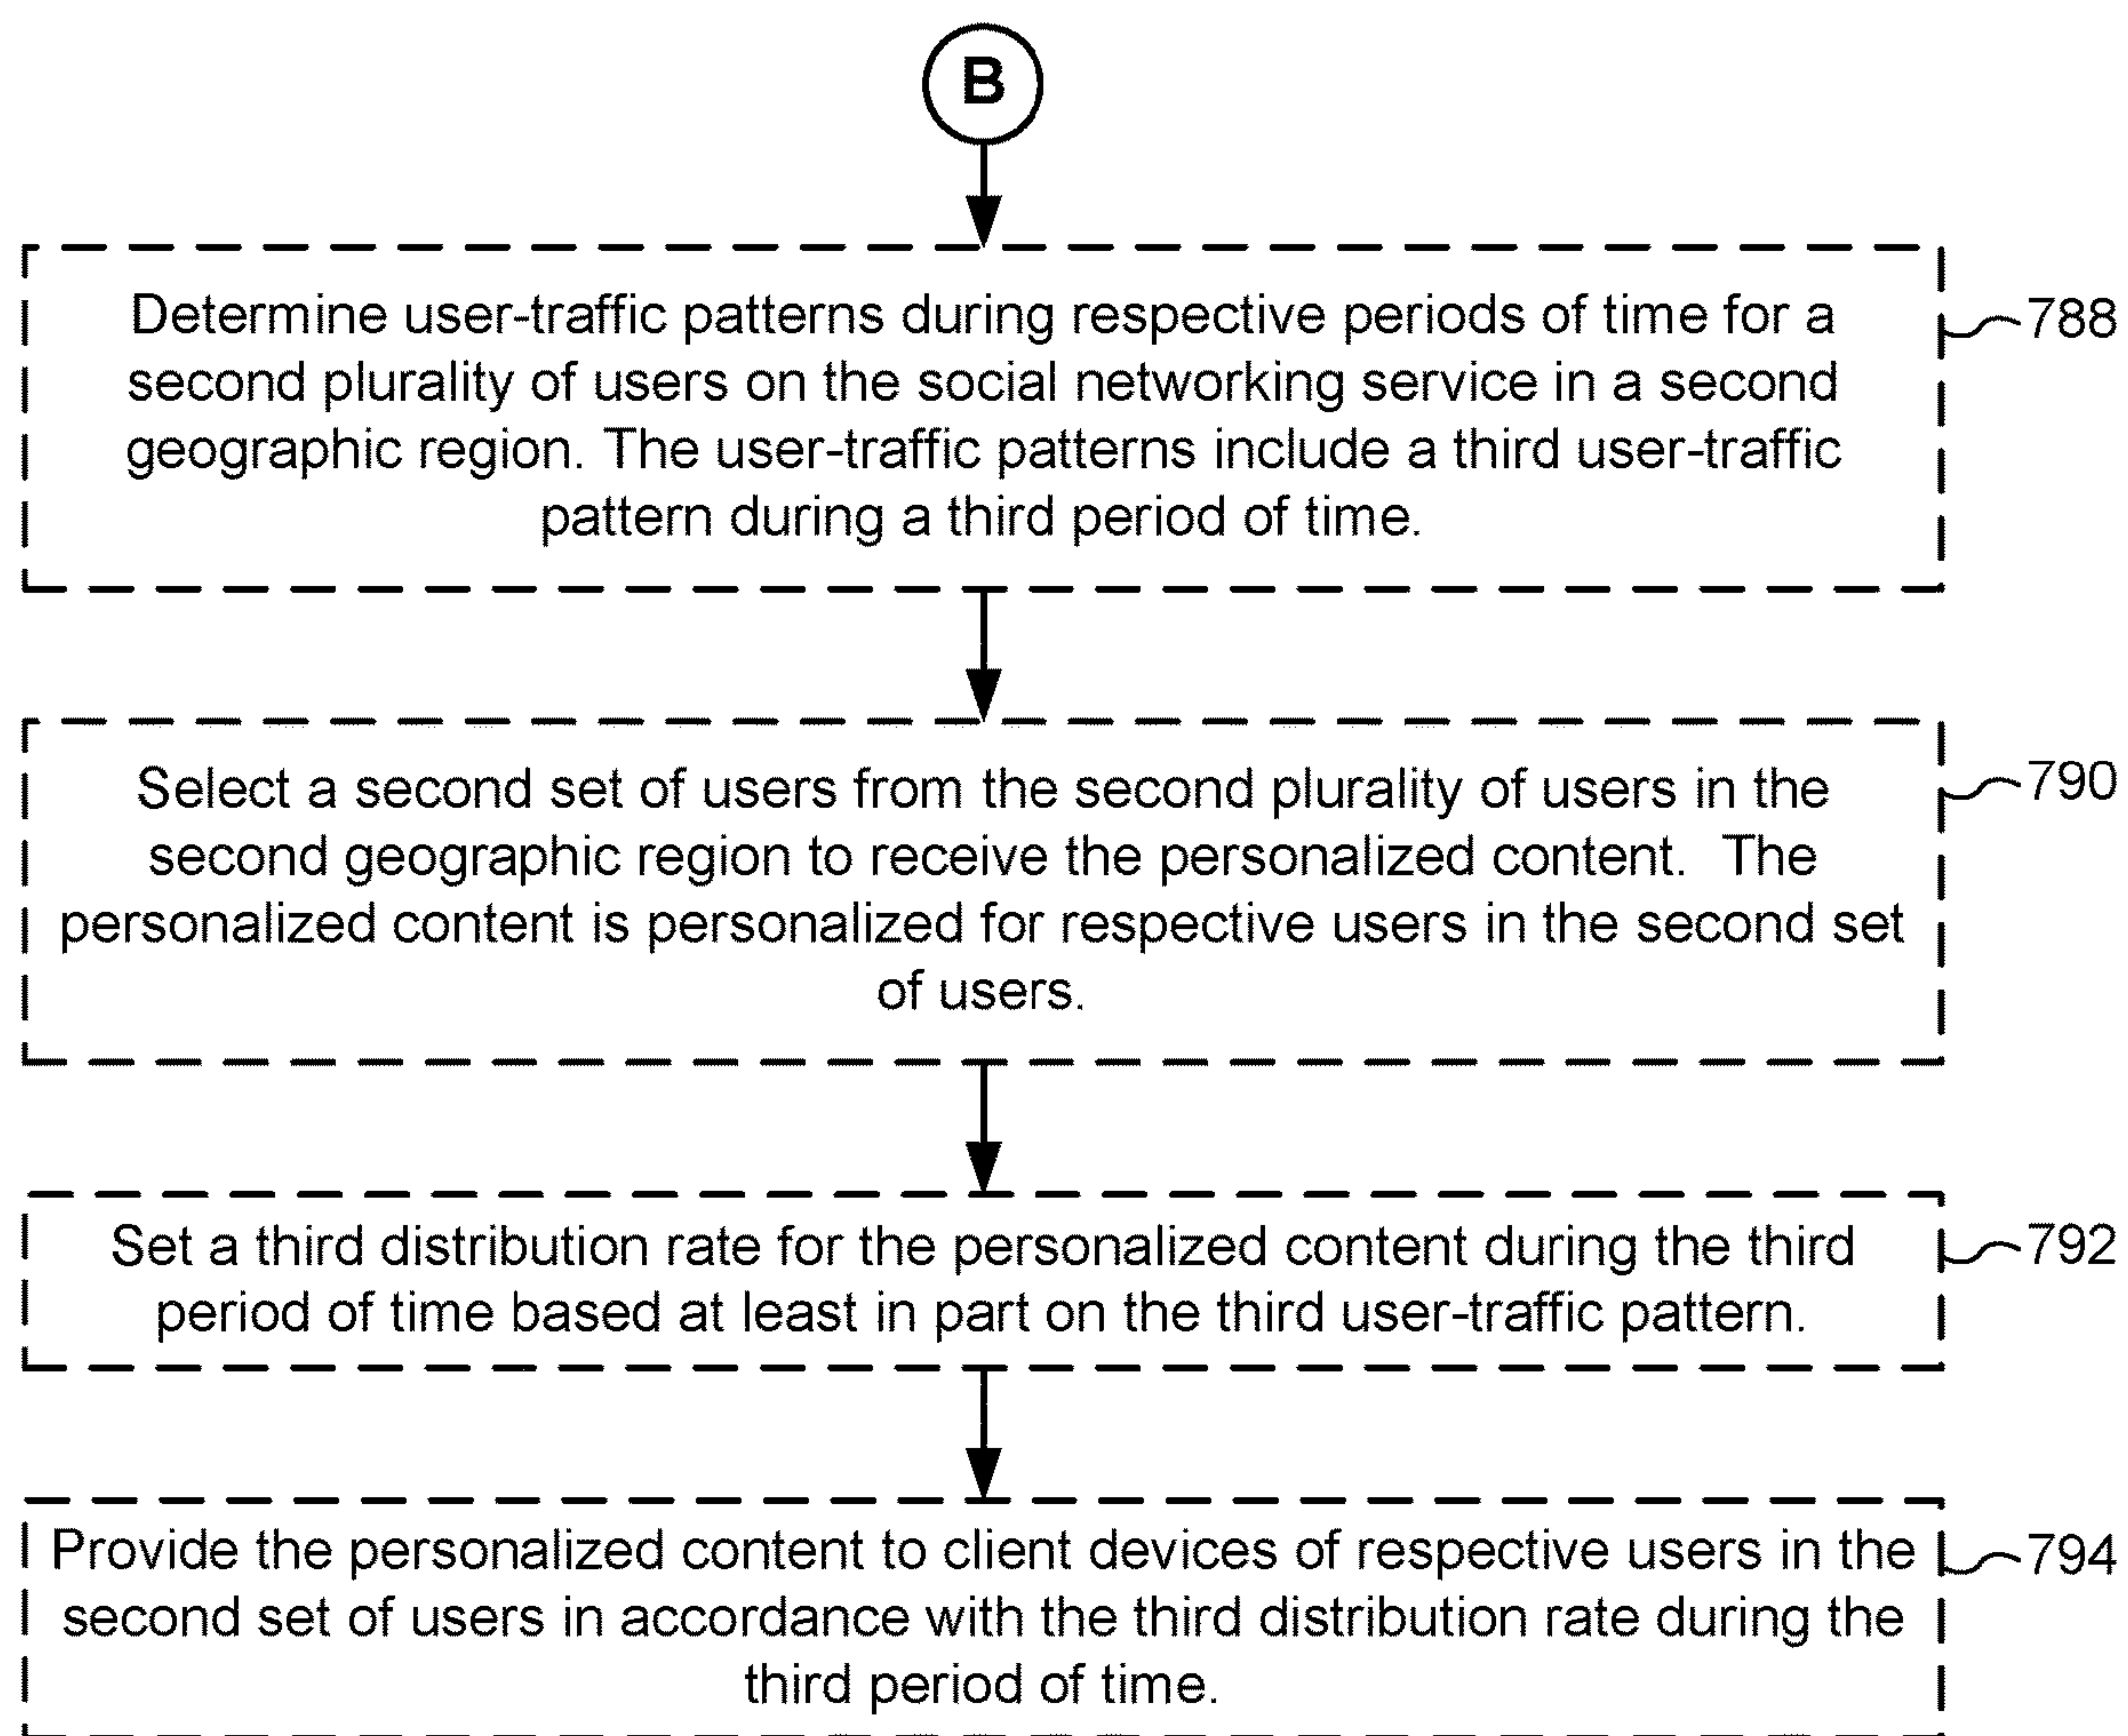 B
Determine user-traffic patterns during respective periods of time for a
second plurality of users on the social networking service in a second
geographic region. The user-traffic patterns include a third user-traffic
pattern during a third period of time.
788
Select a second set of users from the second plurality of users in the
second geographic region to receive the personalized content.  The
personalized content is personalized for respective users in the second set
of users.
790
Set a third distribution rate for the personalized content during the third
period of time based at least in part on the third user-traffic pattern.
792
Provide the personalized content to client devices of respective users in the
second set of users in accordance with the third distribution rate during the
third period of time.
794